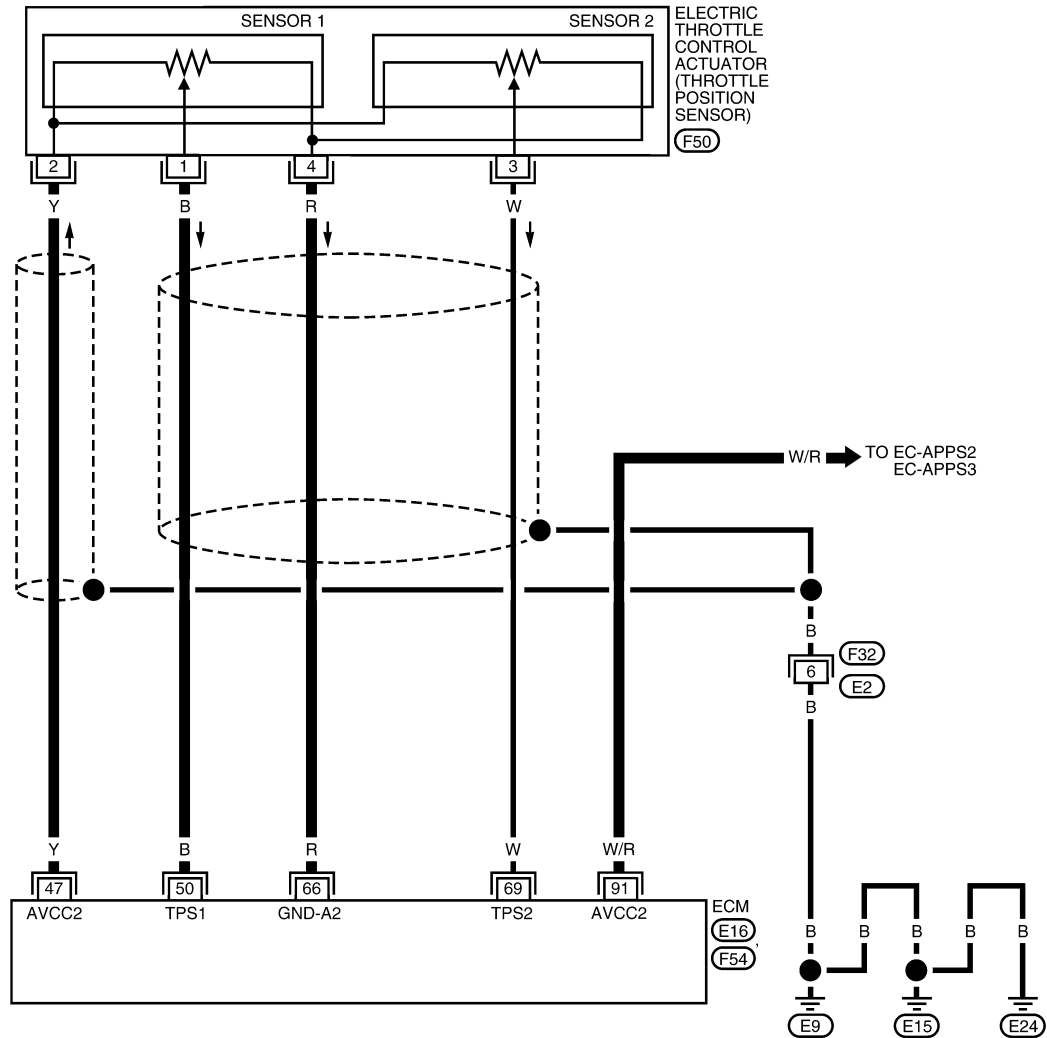 SENSOR 1
SENSOR 2
ELECTRIC
THROTTLE
CONTROL
ACTUATOR
(THROTTLE
POSITION
SENSOR)
F50
2 1 4 3
Y B R W
W/R
TO EC-APPS2
EC-APPS3
B
F32
6
E2
B
Y B R W W/R
47 50 66 69 91
AVCC2 TPS1 GND-A2 TPS2 AVCC2
ECM
E16 ,
F54
B B B B B
E9 E15 E24